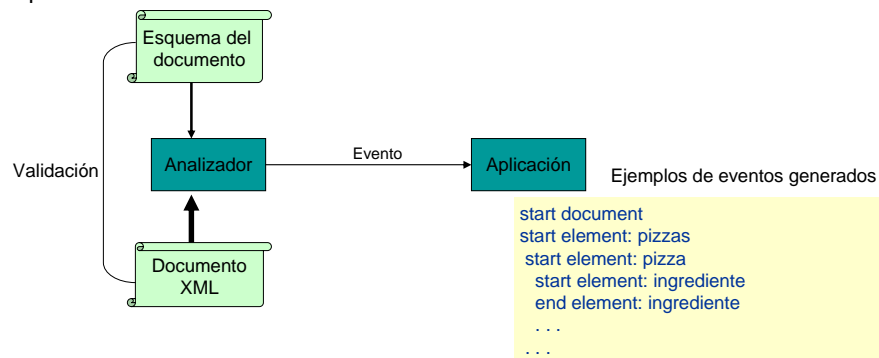 Esquema del
documento
Validación
Analizador
Evento
Aplicación
Documento
XML
Ejemplos de eventos generados
start document
start element: pizzas
start element: pizza
start element: ingrediente
end element: ingrediente
. . .
. . .